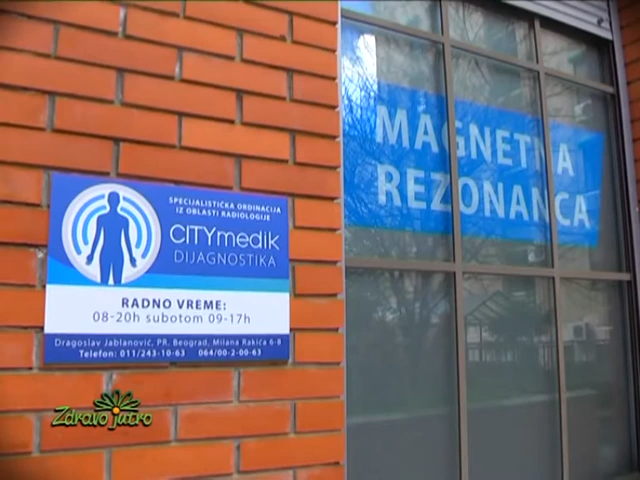 SPECIJALISTIČKA ORDINACIJA
IZ OBLASTI RADIOLOGIJE
CITYmedik
DIJAGNOSTIKA
RADNO VREME:
08-20h subotom 09-17h
Dragoslav Jablanović, PR. Beograd, Milana Rakića 6-8
Telefon: 011/243-10-63 064/00-2-00-63
MAGNETNA
REZONANCA
Zdravo jutro